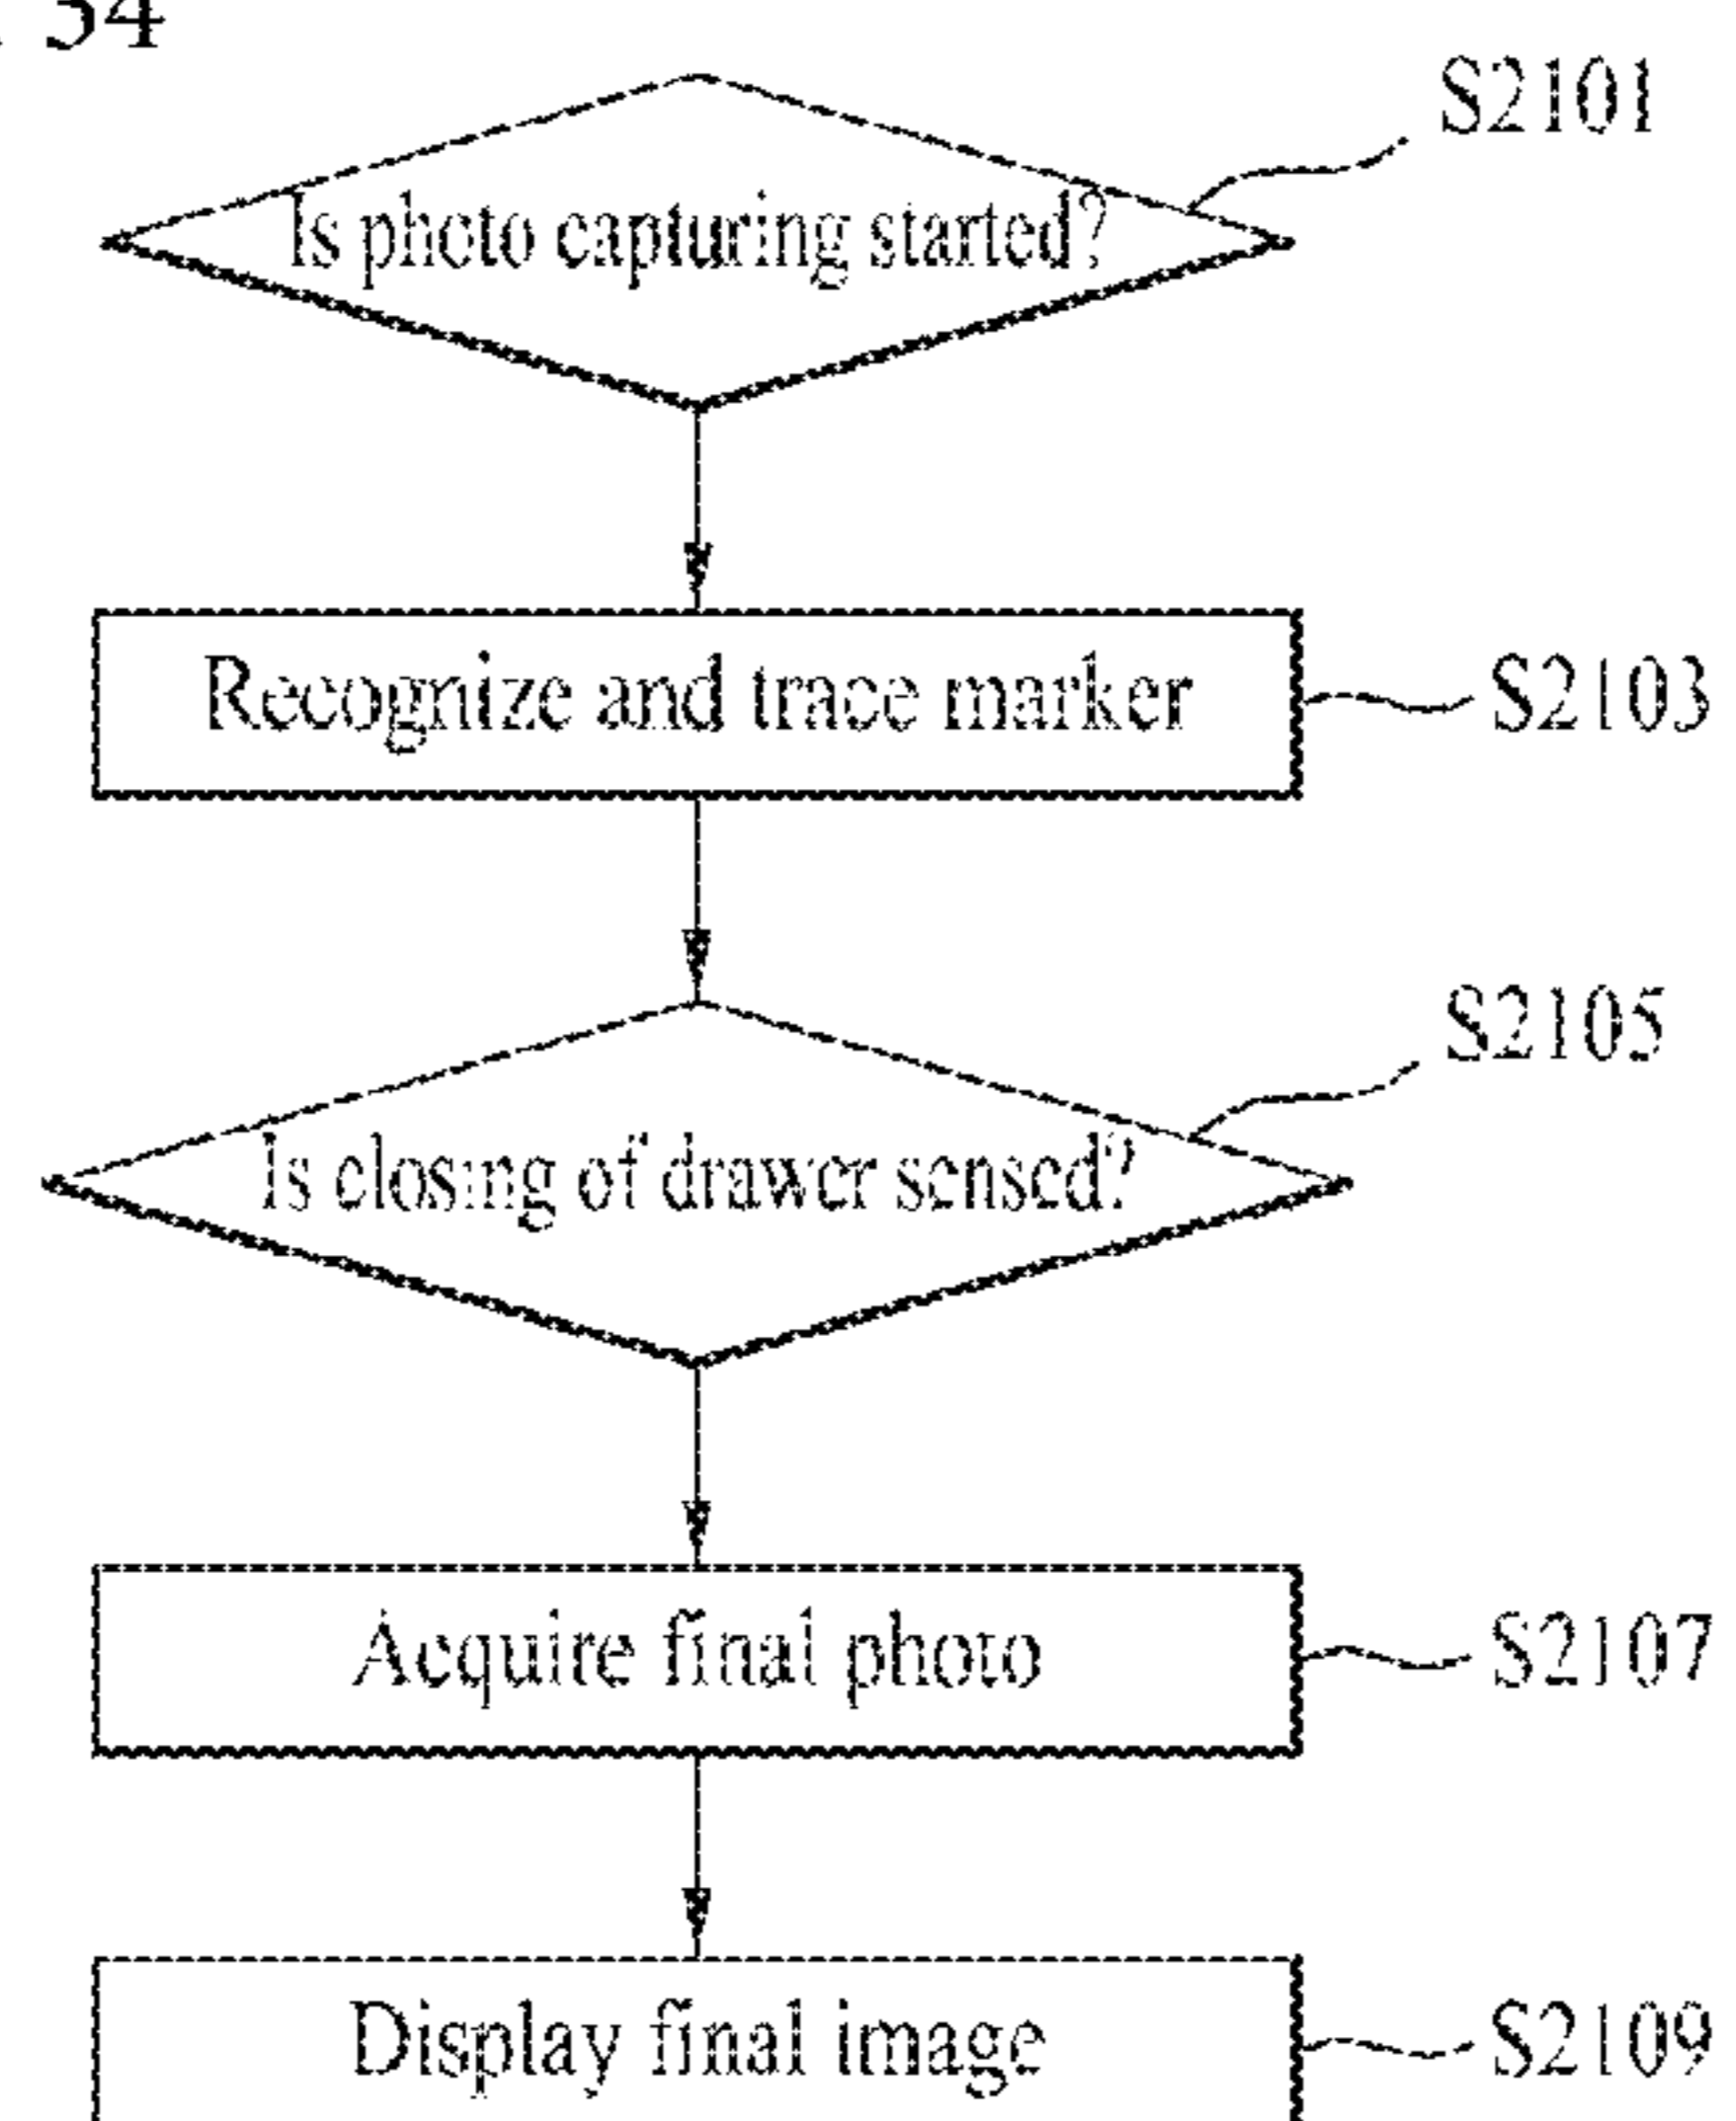 34
S2101
Is photo capturing started?
Recognize and trace marker
S2103
S2105
Is closing of drawer sensed?
Acquire final photo
S2107
Display final image
S2109